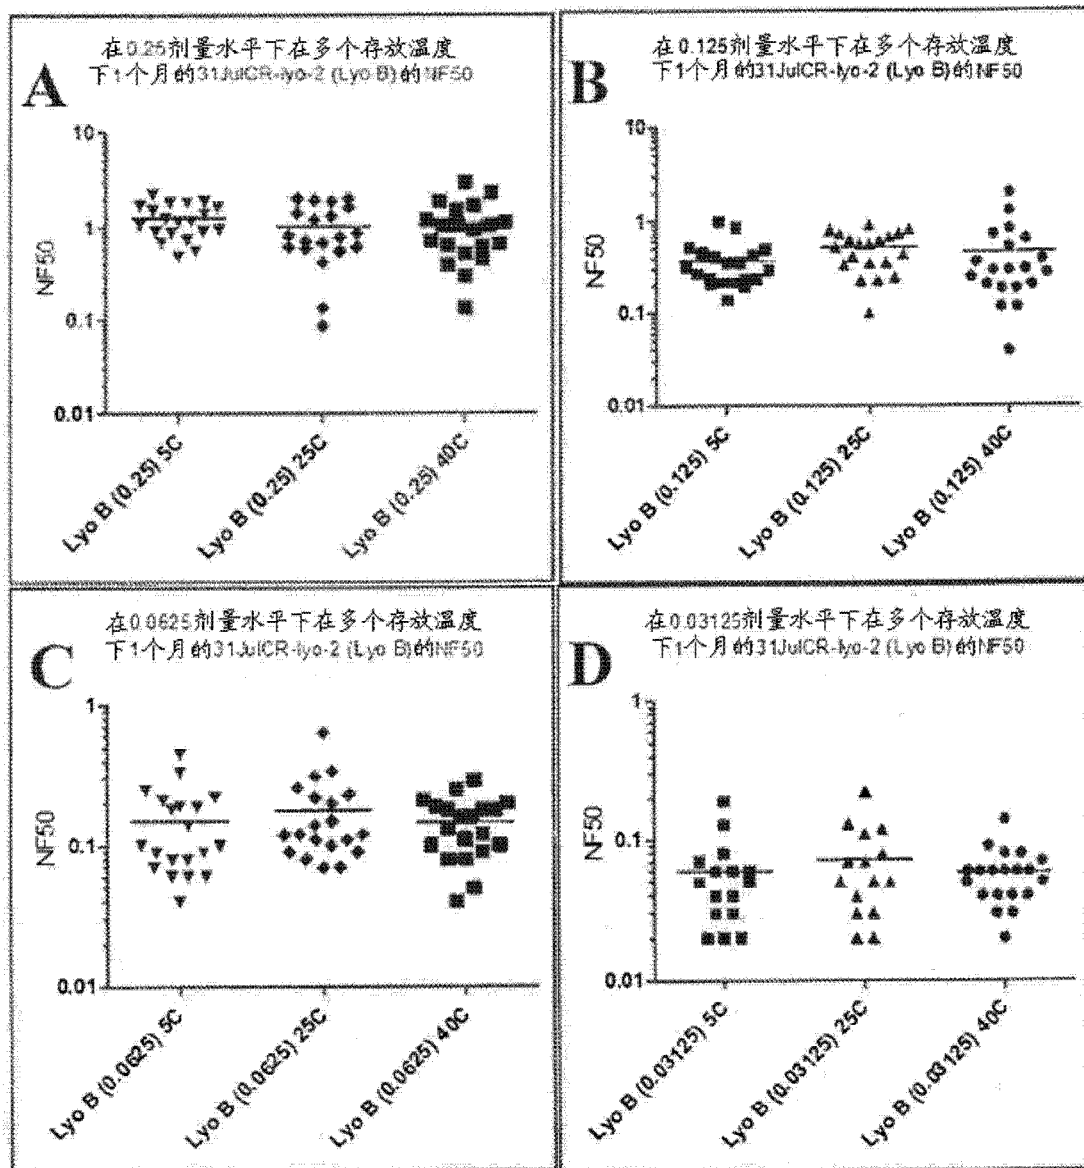 A
在0.25剂量水平下在多个存放温度
下1个月的31JulCR-lyo-2 (Lyo B)的NF50
NF50
10
1
0.1
0.01
Lyo B (0.25) 5C
Lyo B (0.25) 25C
Lyo B (0.25) 40C
B
在0.125剂量水平下在多个存放温度
下1个月的31JulCR-lyo-2 (Lyo B)的NF50
NF50
10
1
0.1
0.01
Lyo B (0.125) 5C
Lyo B (0.125) 25C
Lyo B (0.125) 40C
C
在0.0625剂量水平下在多个存放温度
下1个月的31JulCR-lyo-2 (Lyo B)的NF50
NF50
1
0.1
0.01
Lyo B (0.0625) 5C
Lyo B (0.0625) 25C
Lyo B (0.0625) 40C
D
在0.03125剂量水平下在多个存放温度
下1个月的31JulCR-lyo-2 (Lyo B)的NF50
NF50
1
0.1
0.01
Lyo B (0.03125) 5C
Lyo B (0.03125) 25C
Lyo B (0.03125) 40C